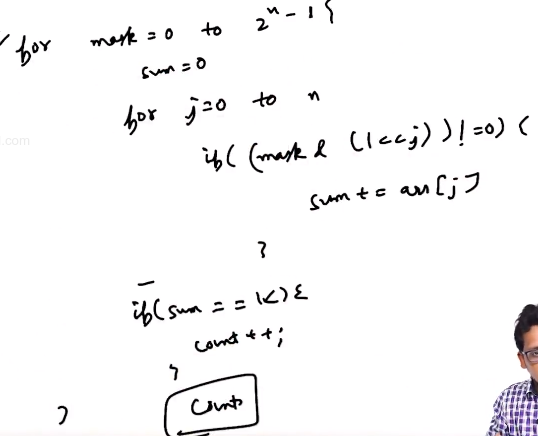 for mask = 0 to 2^n - 1 {
sum = 0
for j = 0 to n
if( (mask & (1<<j) ) != 0) {
.com
sum += arr[j]
}
if(sum == K) {
count++;
}
Count
}